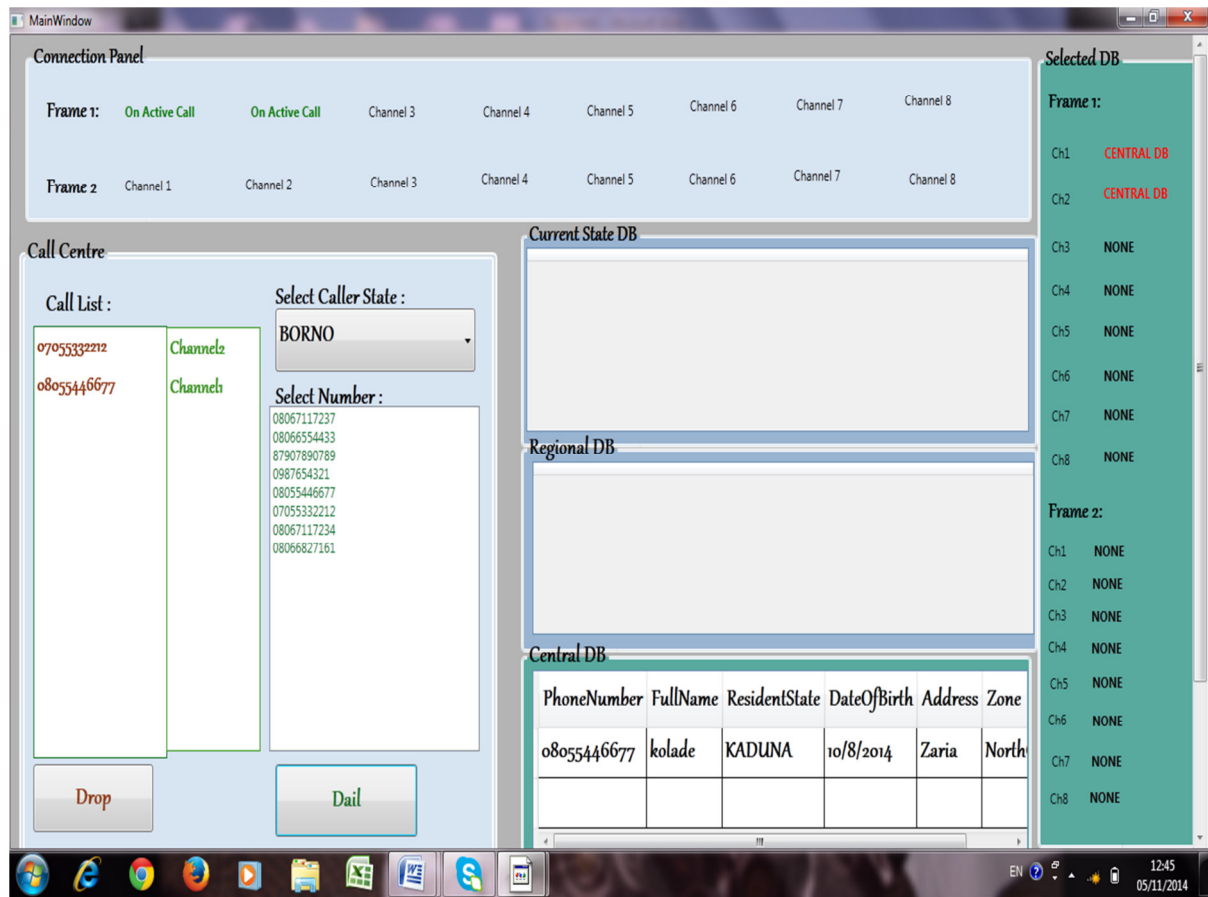 MainWindow
Connection Panel
Frame 1: On Active Call On Active Call Channel 3 Channel 4 Channel 5 Channel 6 Channel 7 Channel 8
Frame 2 Channel 1 Channel 2 Channel 3 Channel 4 Channel 5 Channel 6 Channel 7 Channel 8
Call Centre
Call List :
07055332212 Channel2
08055446677 Channel1
Drop
Select Caller State :
BORNO
Select Number :
08067117237
08066554433
87907890789
0987654321
08055446677
07055332212
08067117234
08066827161
Dail
Current State DB
Regional DB
Central DB
PhoneNumber FullName ResidentState DateOfBirth Address Zone
08055446677 kolade KADUNA 10/8/2014 Zaria North
Selected DB
Frame 1:
Ch1 CENTRAL DB
Ch2 CENTRAL DB
Ch3 NONE
Ch4 NONE
Ch5 NONE
Ch6 NONE
Ch7 NONE
Ch8 NONE
Frame 2:
Ch1 NONE
Ch2 NONE
Ch3 NONE
Ch4 NONE
Ch5 NONE
Ch6 NONE
Ch7 NONE
Ch8 NONE
EN 12:45
05/11/2014